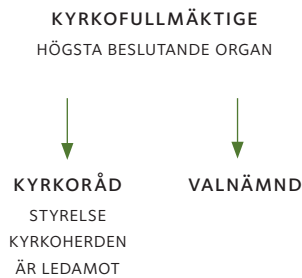 KYRKOFULLMÄKTIGE
HÖGSTA BESLUTANDE ORGAN
KYRKORÅD
STYRELSE
KYRKOHERDEN
ÄR LEDAMOT
VALNÄMND